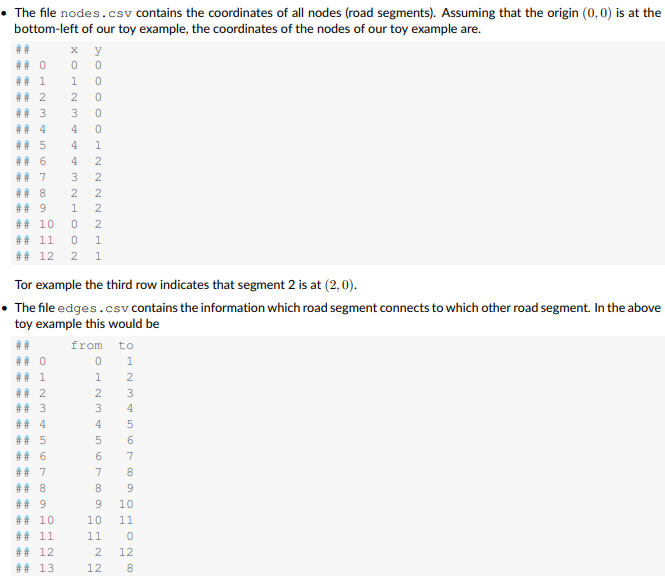 • The file nodes.csv contains the coordinates of all nodes (road segments). Assuming that the origin (0, 0) is at the
bottom-left of our toy example, the coordinates of the nodes of our toy example are.
## x y
## 0 0 0
## 1 1 0
## 2 2 0
## 3 3 0
## 4 4 0
## 5 4 1
## 6 4 2
## 7 3 2
## 8 2 2
## 9 1 2
## 10 0 2
## 11 0 1
## 12 2 1
Tor example the third row indicates that segment 2 is at (2, 0).
• The file edges.csv contains the information which road segment connects to which other road segment. In the above
toy example this would be
## from to
## 0 0 1
## 1 1 2
## 2 2 3
## 3 3 4
## 4 4 5
## 5 5 6
## 6 6 7
## 7 7 8
## 8 8 9
## 9 9 10
## 10 10 11
## 11 11 0
## 12 2 12
## 13 12 8